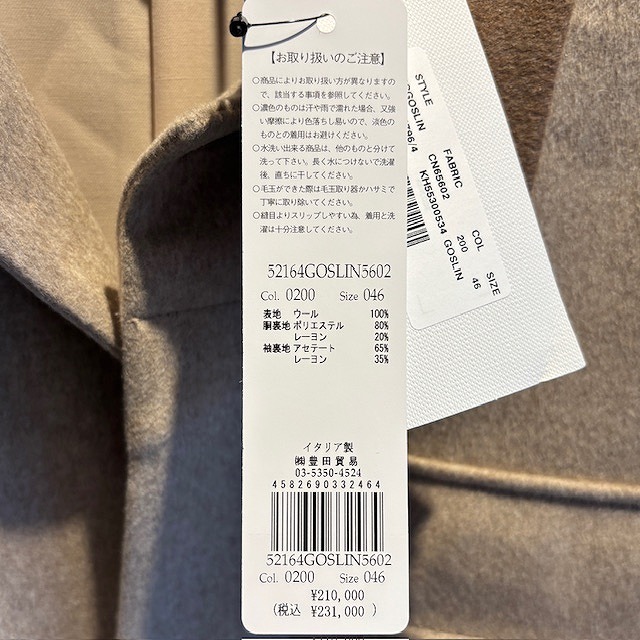 【お取り扱いのご注意】
○商品によりお取り扱い方が異なりますの
で、該当する事項を参照してください。
○濃色のものは汗や雨で濡れた場合、又強
い摩擦により色落ちし易いので、淡色の
ものとの着用はお避けください。
○水洗い出来る商品は、他のものと分けて
洗って下さい。長く水につけないで洗濯
後、直ちに干してください。
○毛玉ができた際は毛玉取り器かハサミで
丁寧に取り除いてください。
○縫目よりスリップしやすい為、着用と洗
濯は十分注意してください。
52164GOSLIN5602
Col. 0200 Size 046
表地 ウール 100%
胴裏地 ポリエステル 80%
レーヨン 20%
袖裏地 アセテート 65%
レーヨン 35%
イタリア製
㈱豊田貿易
03-5350-4524
4582690332464
52164GOSLIN5602
Col. 0200 Size 046
¥210,000
(税込 ¥231,000 )
STYLE FABRIC COL SIZE
GOSLIN CN65602 200 46
KH55300534 GOSLIN